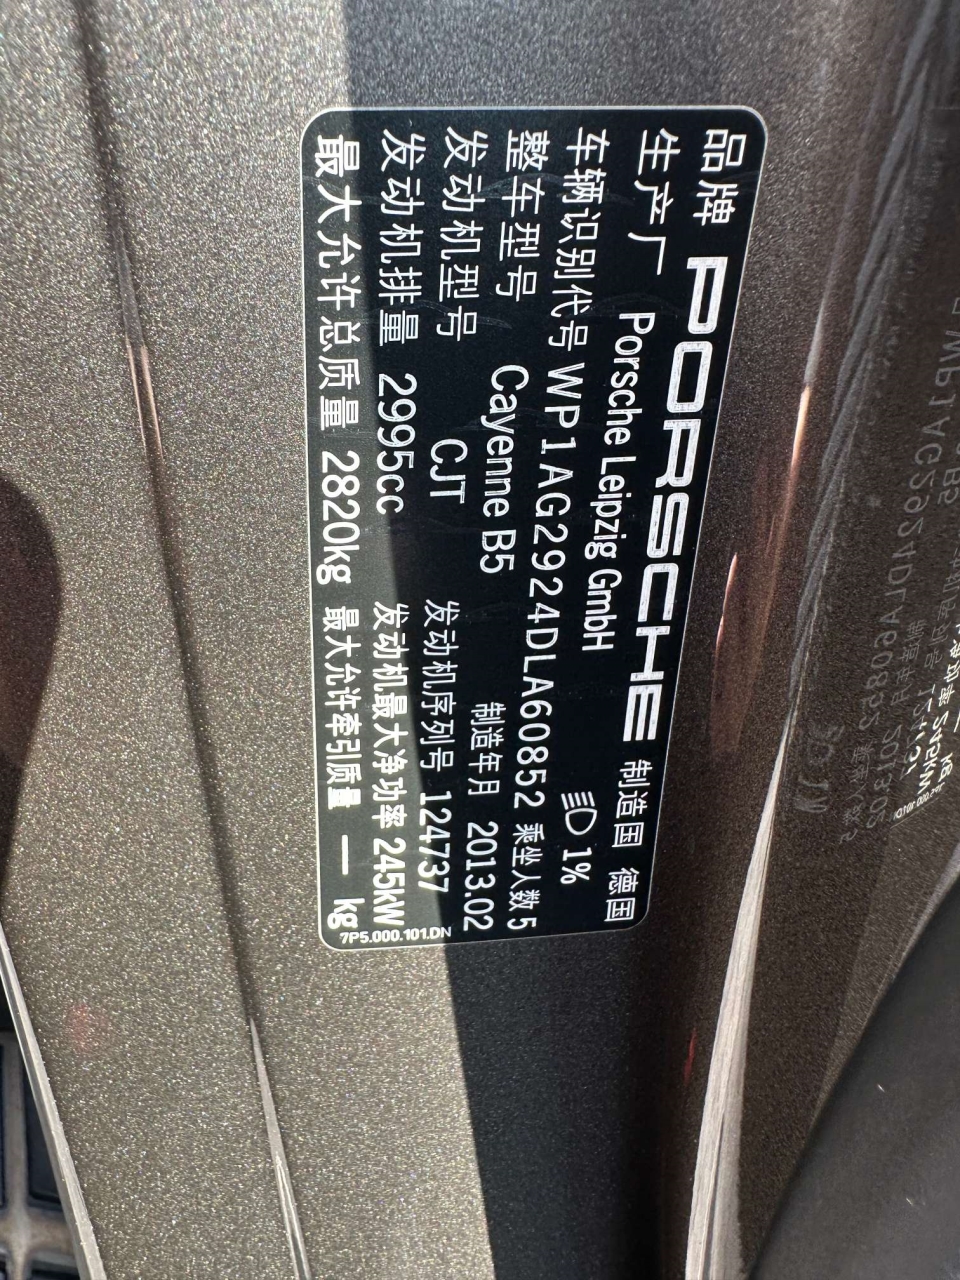 品牌 PORSCHE 制造国 德国
生产厂 Porsche Leipzig GmbH 1%
车辆识别代号 WP1AG2924DLA60852 乘坐人数 5
整车型号 Cayenne B5 制造年月 2013.02
发动机型号 CJT 发动机序列号 124737
发动机排量 2995cc 发动机最大净功率 245kW
最大允许总质量 2820kg 最大允许牵引质量 — kg
7P5.000.101.DN